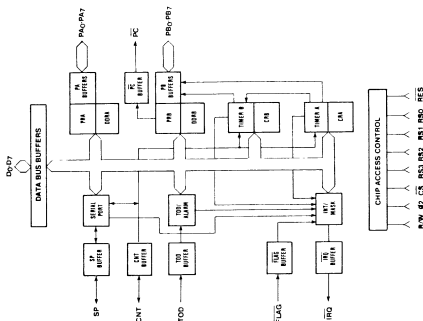 D0-D7
DATA BUS BUFFERS
PA0-PA7
PA
BUFFERS
PRA
DDRA
PC
PC
BUFFER
PB0-PB7
PB
BUFFERS
PRB
DDRB
TIMER B
CRB
TIMER A
CRA
SERIAL
PORT
TOD/
ALARM
INT/
MASK
SP
BUFFER
CNT
BUFFER
TOD
BUFFER
FLAG
BUFFER
IRQ
BUFFER
SP
CNT
TOD
FLAG
IRQ
CHIP ACCESS CONTROL
R/W Φ2 CS RS3 RS2 RS1 RS0 RES